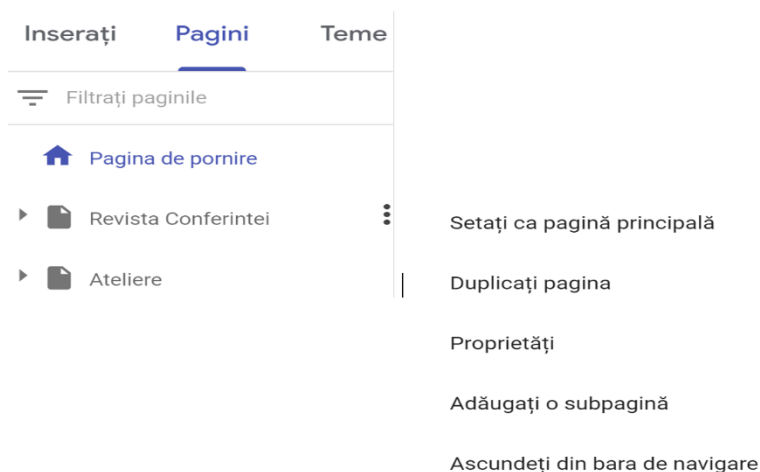 Inserați Pagini Teme
Filtrați paginile
Pagina de pornire
Revista Conferintei
Ateliere
Setați ca pagină principală
Duplicați pagina
Proprietăți
Adăugați o subpagină
Ascundeți din bara de navigare